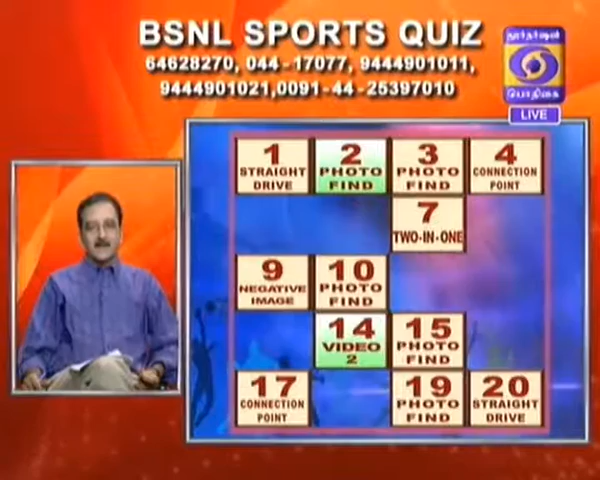 BSNL SPORTS QUIZ
64628270, 044-17077, 9444901011,
9444901021,0091-44-25397010
தூர்தர்ஷன்
பொதிகை
LIVE
1
STRAIGHT
DRIVE
2
PHOTO
FIND
3
PHOTO
FIND
4
CONNECTION
POINT
7
TWO-IN-ONE
9
NEGATIVE
IMAGE
10
PHOTO
FIND
14
VIDEO
2
15
PHOTO
FIND
17
CONNECTION
POINT
19
PHOTO
FIND
20
STRAIGHT
DRIVE